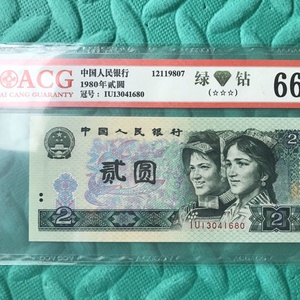 ACG
AI CANG GUARANTY
中国人民银行
1980年贰圆
冠号：IU13041680
12119807
绿 钻
(☆☆☆)
66
中国人民银行
2
贰圆
2
IU13041680
2